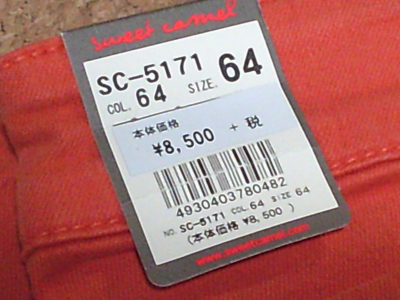 sweet camel
SC-5171
COL. 64 SIZE. 64
本体価格
¥8,500 + 税
4930403780482
NO. SC-5171 COL. 64 SIZE 64
(本体価格 ¥8,500 )
www.sweetcamel.com